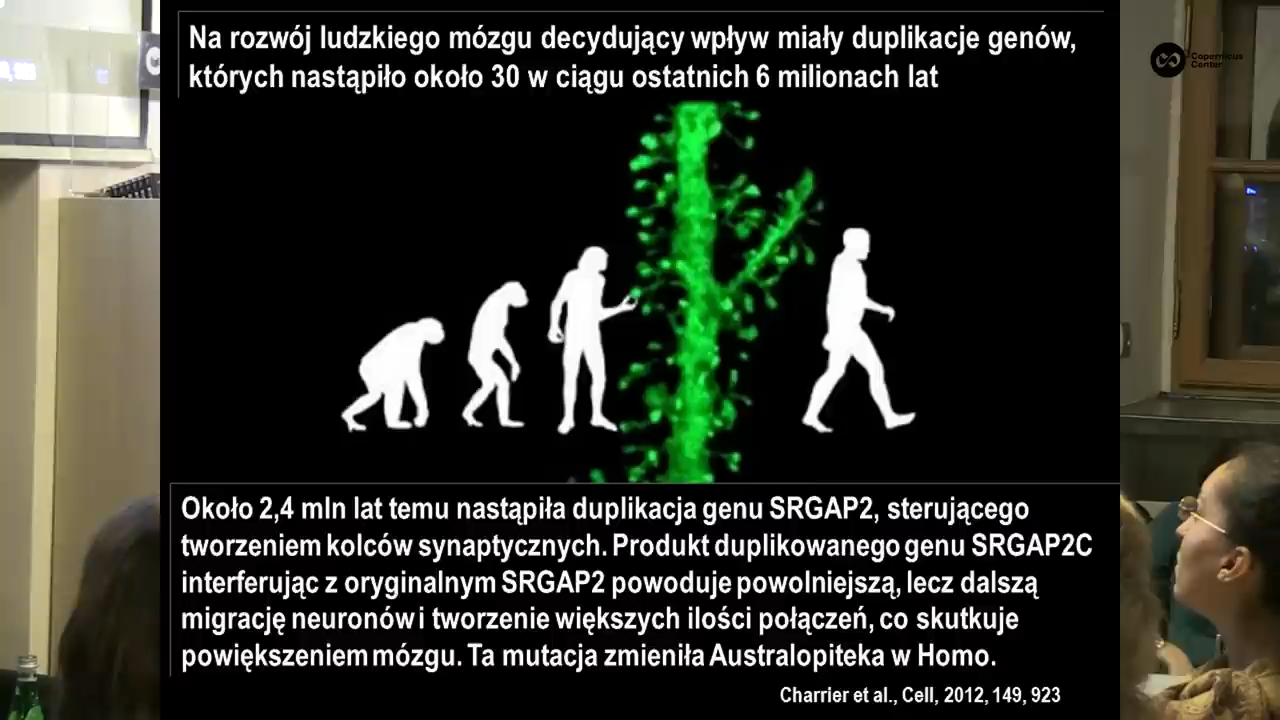 Na rozwój ludzkiego mózgu decydujący wpływ miały duplikacje genów,
których nastąpiło około 30 w ciągu ostatnich 6 milionach lat
Copernicus
Center
Około 2,4 mln lat temu nastąpiła duplikacja genu SRGAP2, sterującego
tworzeniem kolców synaptycznych. Produkt duplikowanego genu SRGAP2C
interferując z oryginalnym SRGAP2 powoduje powolniejszą, lecz dalszą
migrację neuronów i tworzenie większych ilości połączeń, co skutkuje
powiększeniem mózgu. Ta mutacja zmieniła Australopiteka w Homo.
Charrier et al., Cell, 2012, 149, 923